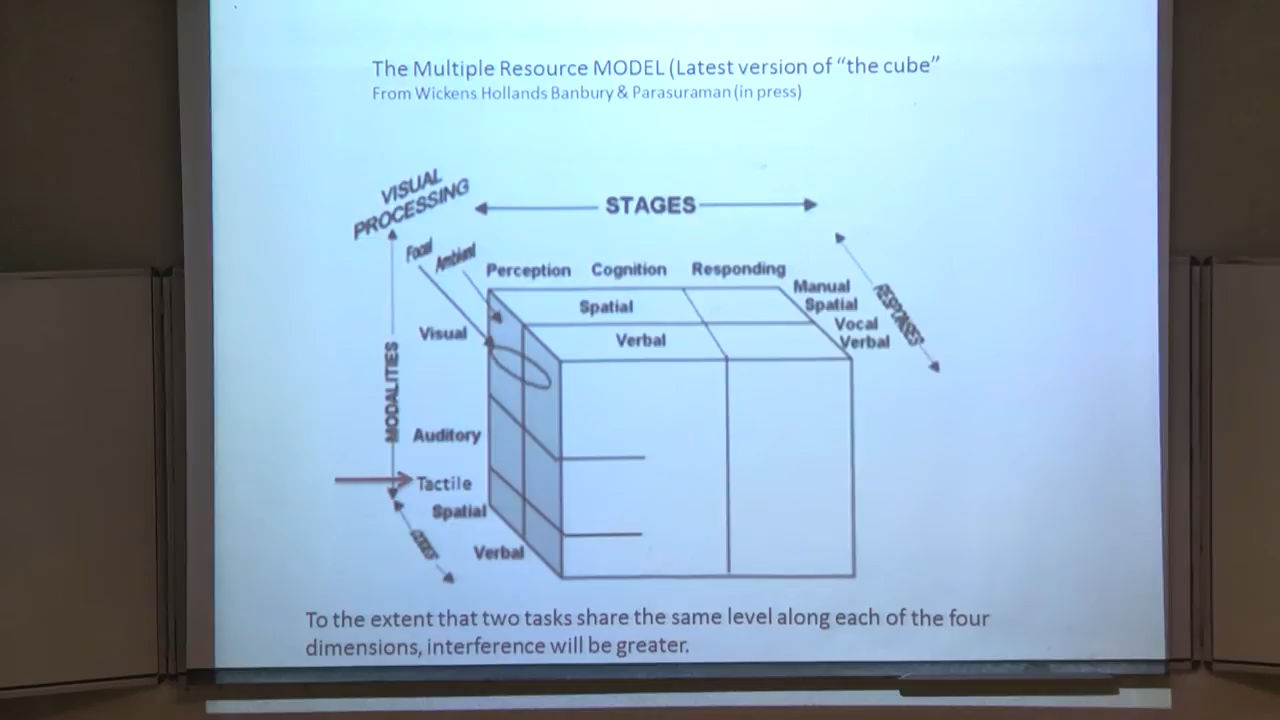 The Multiple Resource MODEL (Latest version of “the cube”
From Wickens Hollands Banbury & Parasuraman (in press)
VISUAL
PROCESSING
STAGES
Focal
Ambient
Perception Cognition Responding
Manual
Spatial
Spatial
Vocal
Verbal
Verbal
RESPONSES
Visual
MODALITIES
Auditory
Tactile
Spatial
CODES
Verbal
To the extent that two tasks share the same level along each of the four
dimensions, interference will be greater.